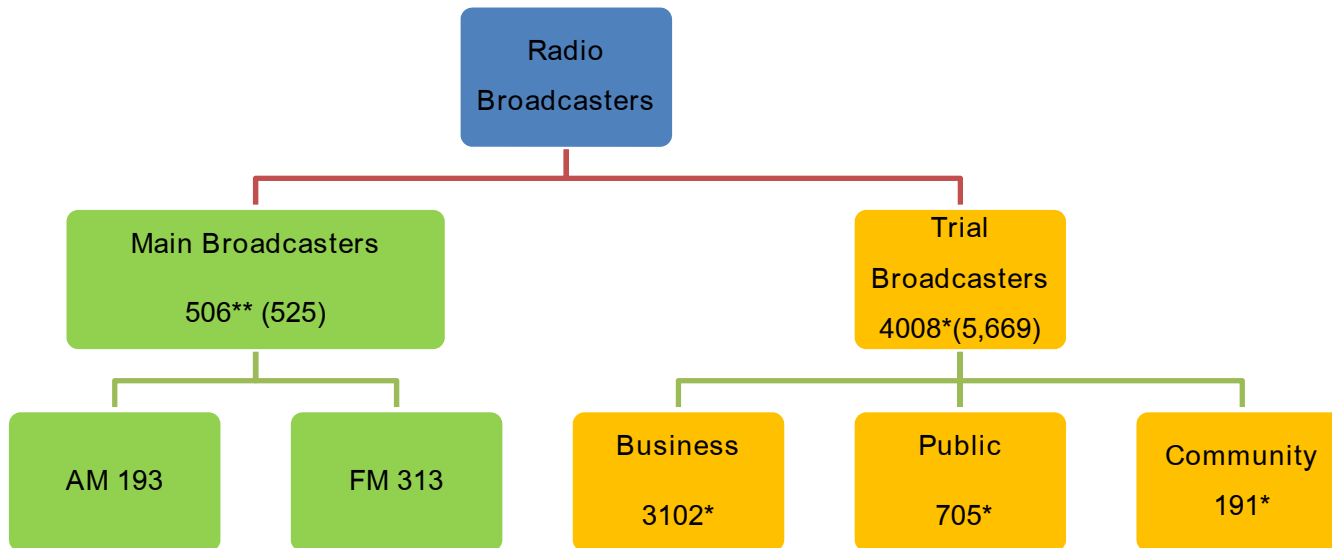 Radio
Broadcasters
Main Broadcasters
506** (525)
Trial
Broadcasters
4008*(5,669)
AM 193
FM 313
Business
3102*
Public
705*
Community
191*